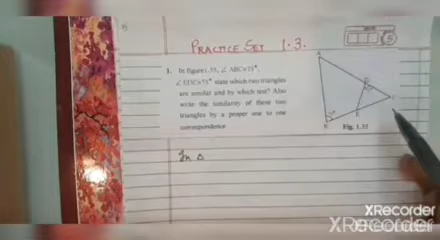 PRACTICE SET 1.3.
1. In figure 1.55, ∠ ABC=75°,
∠ EDC=75° state which two triangles
are similar and by which test? Also
write the similarity of these two
triangles by a proper one to one
correspondence.
A
D
C
E
B
75°
Fig. 1.55
In Δ
XRecorder
XRecorder